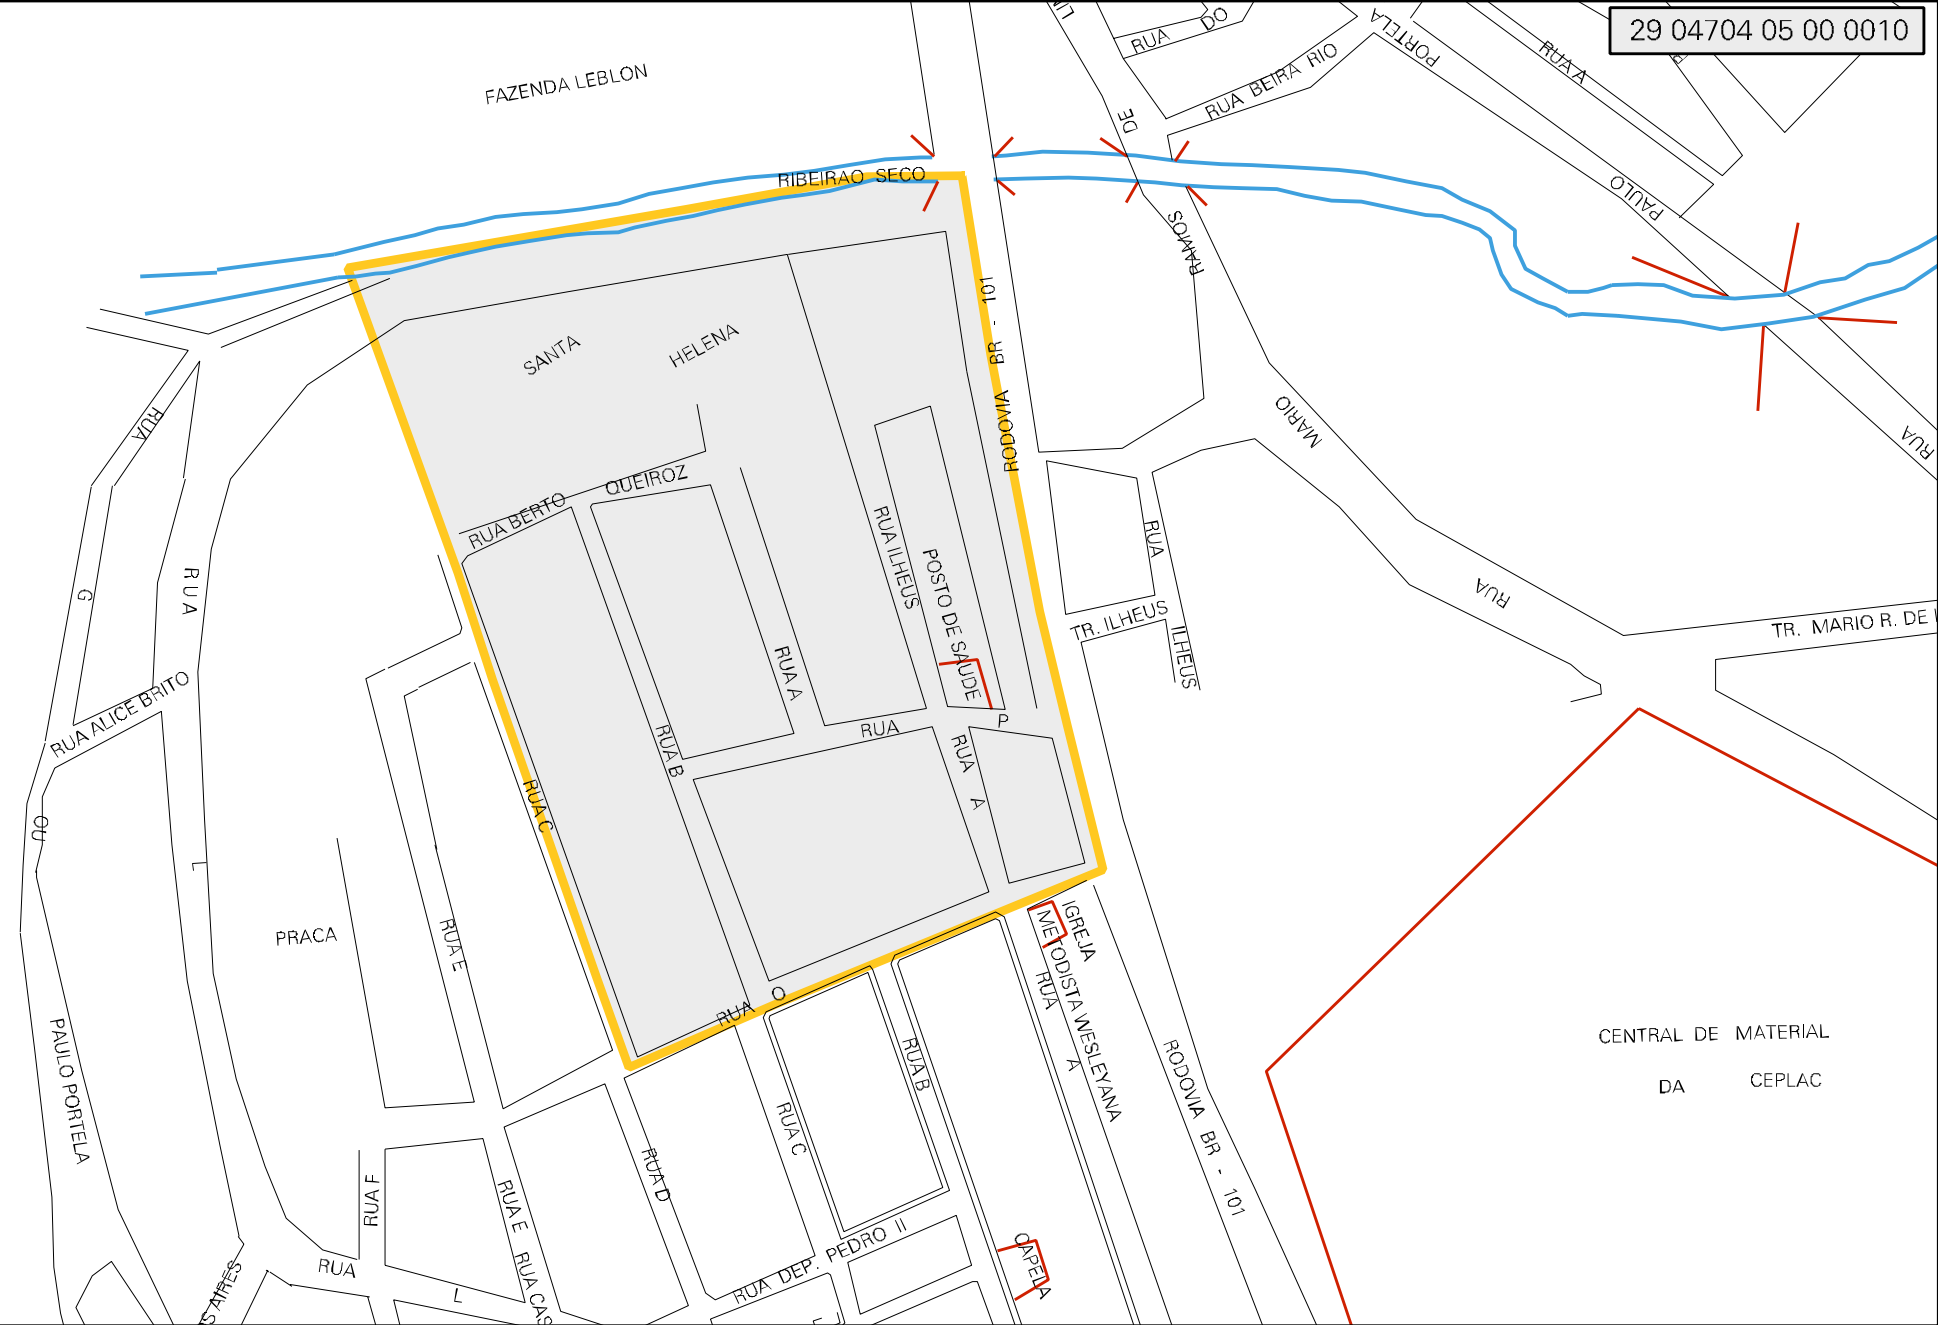 29 04704 05 00 0010
FAZENDA LEBLON
RUA DO
RUA BEIRA RIO
PORTELA
RUA A
DE
RIBEIRAO SECO
PAULO
RAMOS
RODOVIA BR - 101
SANTA HELENA
MARIO
RUA
RUA
RUA BERTO QUEIROZ
RUA ILHEUS
POSTO DE SAUDE
RUA
ILHEUS
TR. ILHEUS
RUA
TR. MARIO R. DE
G
RUA
RUA ALICE BRITO
RUA A
RUA B
RUA P
RUA A
RUA C
OU
L
PRACA
RUA E
RUA O
IGREJA
METODISTA WESLEYANA
RUA A
RODOVIA BR - 101
CENTRAL DE MATERIAL
DA CEPLAC
PAULO PORTELA
RUA B
RUA C
RUA D
RUA F
RUA E
RUA CAS
RUA L
RUA DEP. PEDRO II
CAPELA
S AIRES